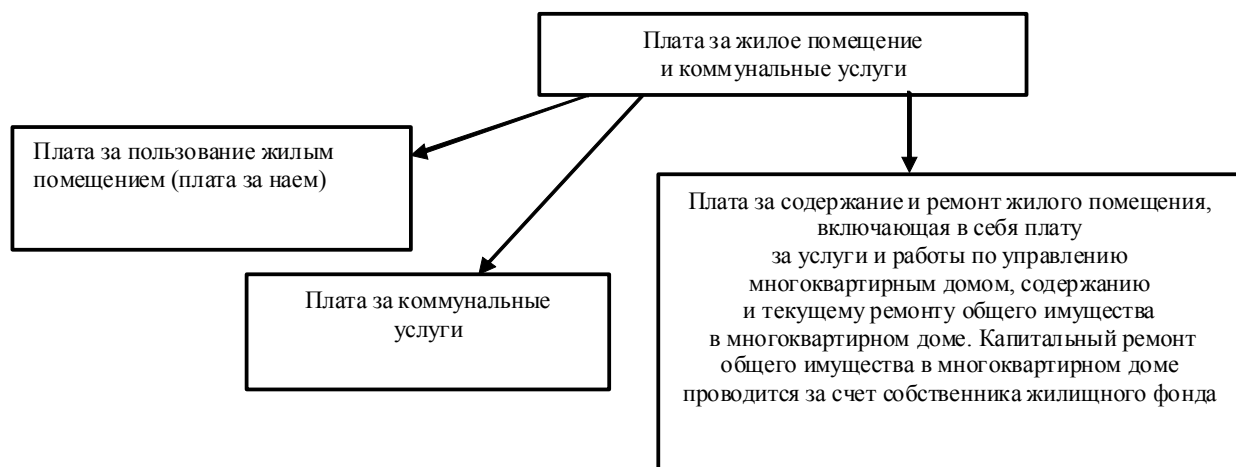 Плата за жилое помещение
и коммунальные услуги
Плата за пользование жилым
помещением (плата за наем)
Плата за коммунальные
услуги
Плата за содержание и ремонт жилого помещения,
включающая в себя плату
за услуги и работы по управлению
многоквартирным домом, содержанию
и текущему ремонту общего имущества
в многоквартирном доме. Капитальный ремонт
общего имущества в многоквартирном доме
проводится за счет собственника жилищного фонда